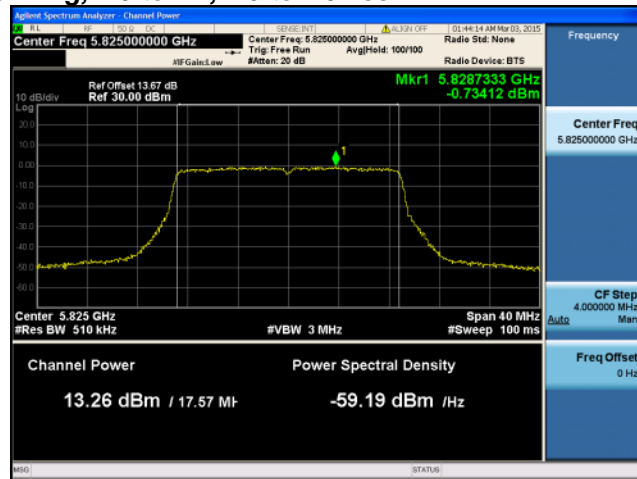 Agilent Spectrum Analyzer - Channel Power
RL RF 50 Ω DC SENSE:INT ALIGN OFF 01:44:14 AM Mar 03, 2015
Center Freq 5.825000000 GHz
Center Freq: 5.825000000 GHz
Radio Std: None
Trig: Free Run Avg|Hold: 100/100
#IFGain:Low #Atten: 20 dB Radio Device: BTS
Frequency
Mkr1 5.8287333 GHz
-0.73412 dBm
Ref Offset 13.67 dB
10 dB/div Ref 30.00 dBm
Log
20.0
10.0
0.00
-10.0
-20.0
-30.0
-40.0
-50.0
-60.0
1
Center 5.825 GHz Span 40 MHz
#Res BW 510 kHz #VBW 3 MHz #Sweep 100 ms
Channel Power Power Spectral Density
13.26 dBm / 17.57 MH -59.19 dBm /Hz
Center Freq
5.825000000 GHz
CF Step
4.000000 MHz
Auto Man
Freq Offset
0 Hz
MSG STATUS